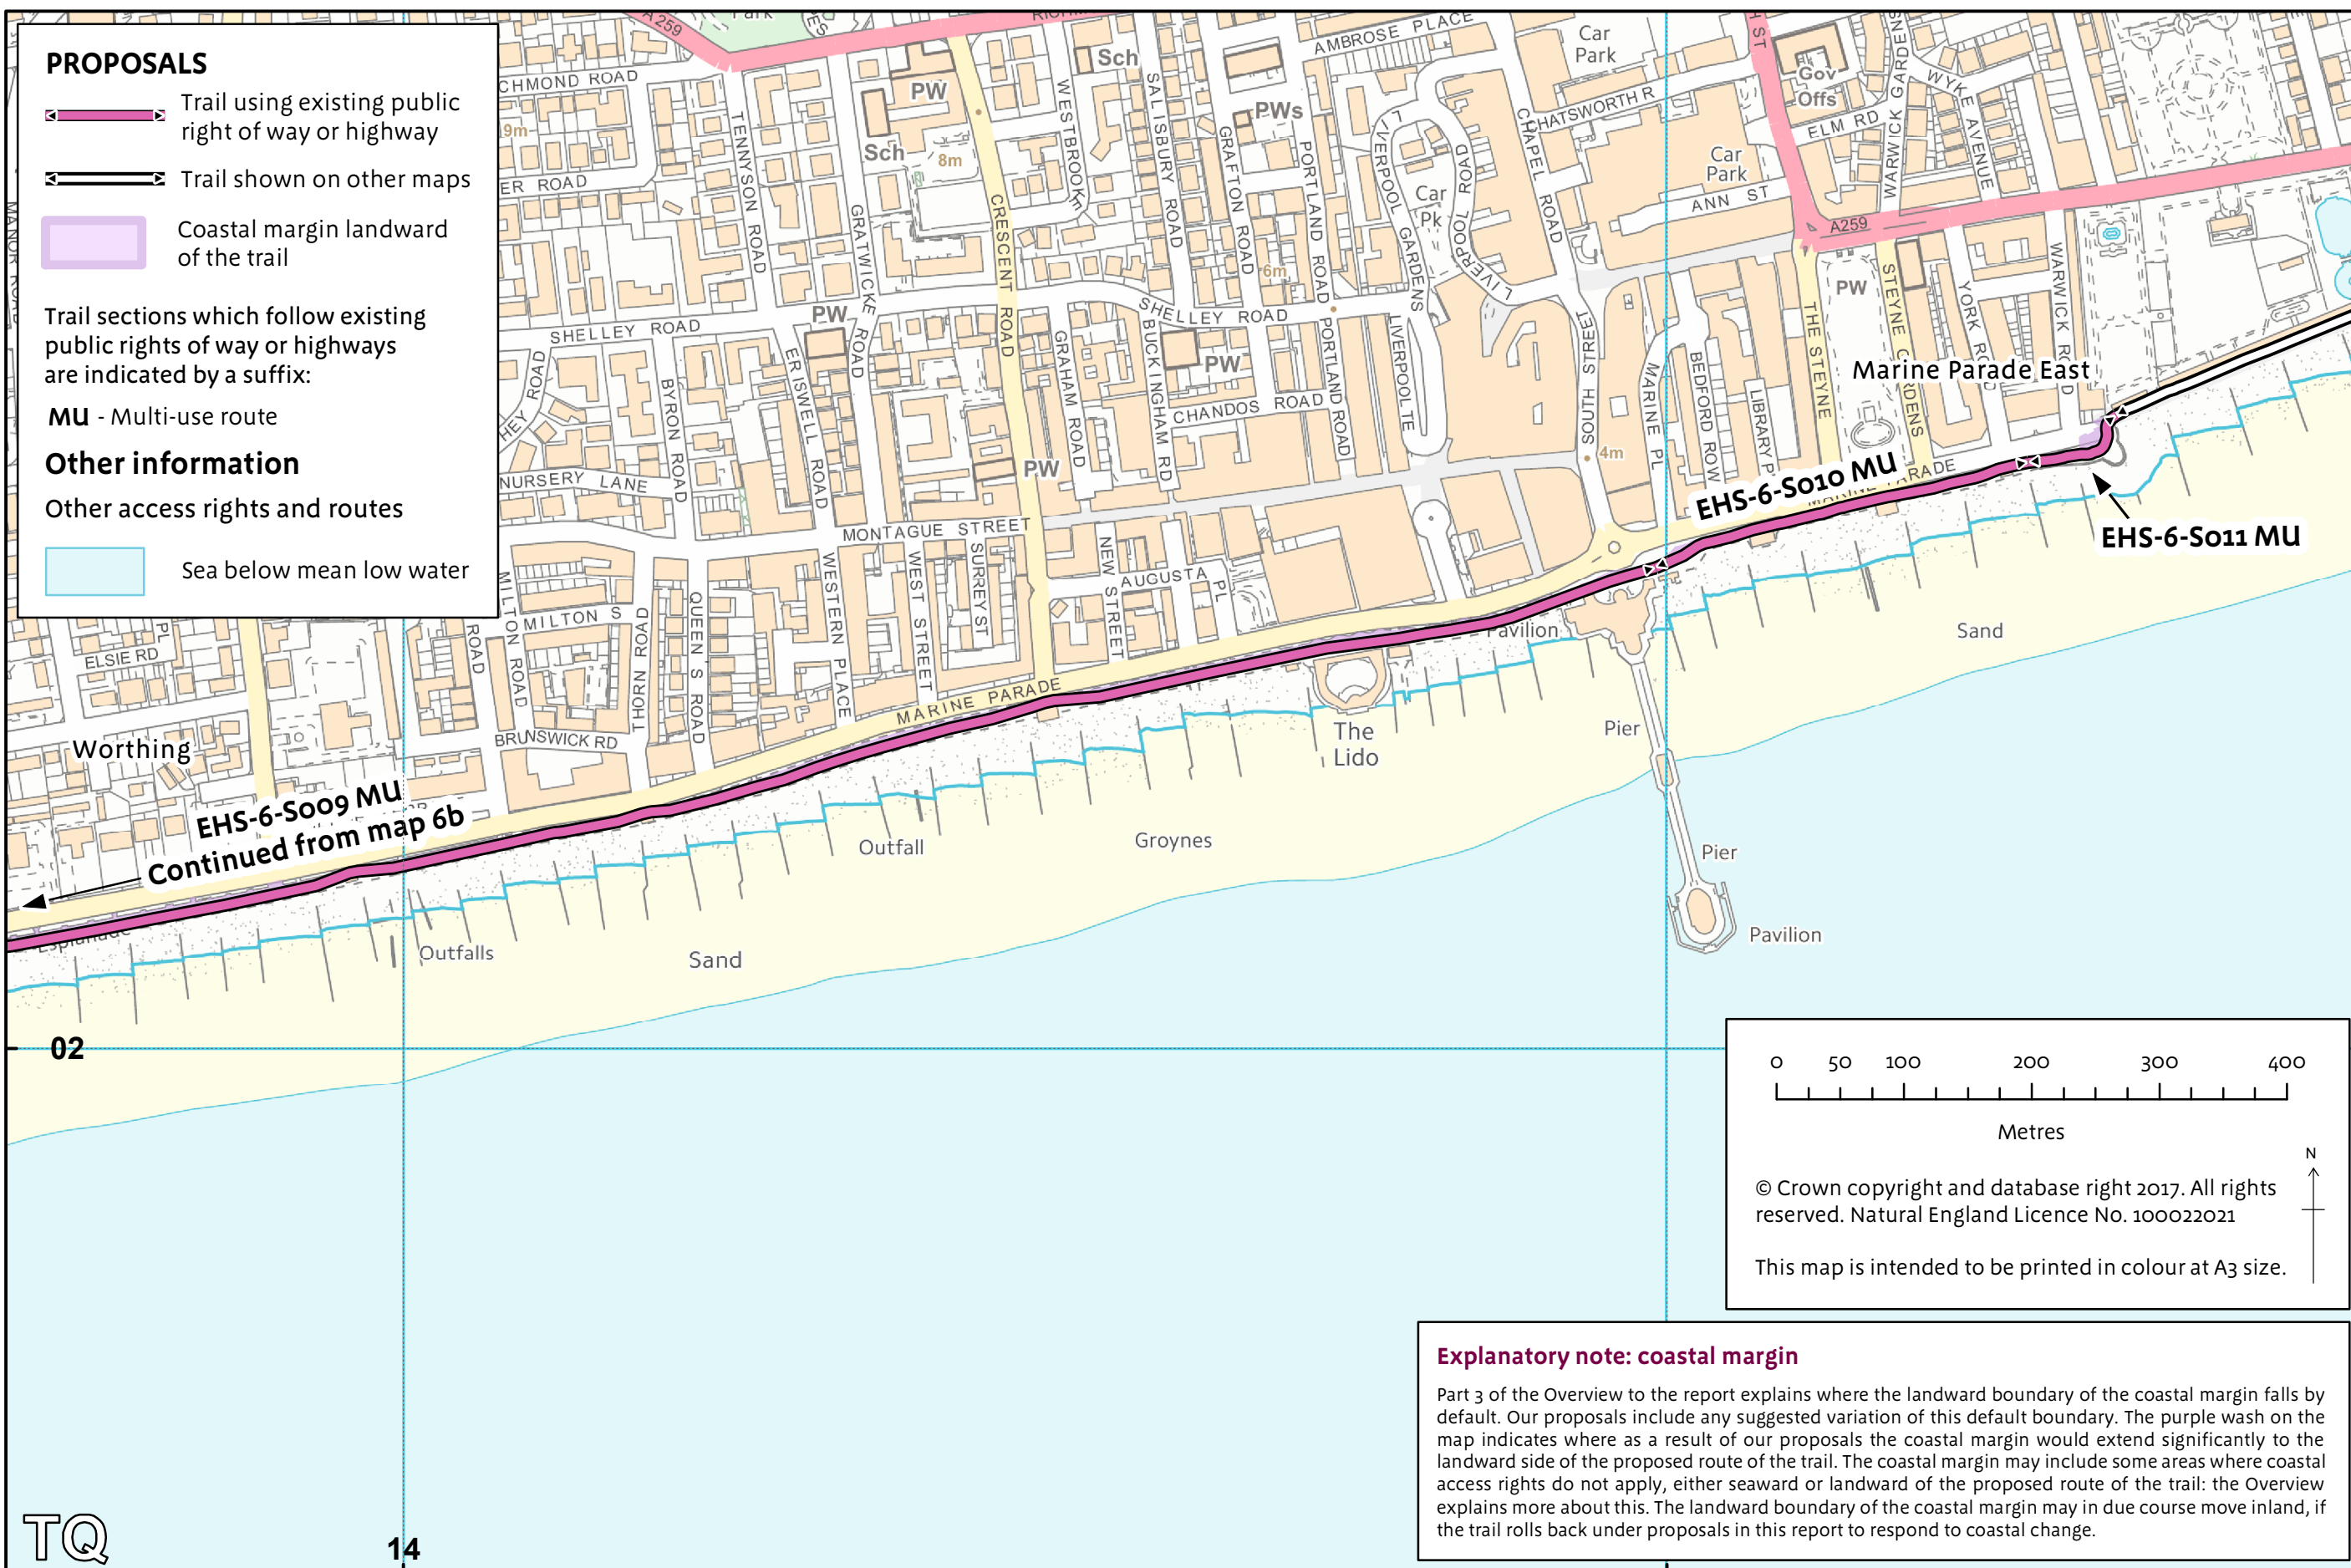 PROPOSALS
Trail using existing public
right of way or highway
Trail shown on other maps
Coastal margin landward
of the trail
Trail sections which follow existing
public rights of way or highways
are indicated by a suffix:
MU - Multi-use route
Other information
Other access rights and routes
Sea below mean low water
A259
Park
AMBROSE PLACE
Car
Park
H ST
Gov
Offs
WARWICK GARDENS
WYKE AVENUE
ELM RD
CHMOND ROAD
PW
Sch
PWs
CHATSWORTH R
19m
Sch
8m
TENNYSON ROAD
GRATWICKE ROAD
CRESCENT ROAD
WESTBROOKE
SALISBURY ROAD
GRAFTON ROAD
PORTLAND ROAD
LIVERPOOL GARDENS
LIVERPOOL ROAD
CHAPEL ROAD
Car
Pk
Car
Park
ANN ST
A259
ER ROAD
MANOR ROAD
6m
SHELLEY ROAD
PW
SHELLEY ROAD
PW
LIVERPOOL TE
SOUTH STREET
MARINE PL
BEDFORD ROW
LIBRARY P
THE STEYNE
PW
STEYNE GARDENS
YORK RO
WARWICK RO
Marine Parade East
HEY ROAD
BYRON ROAD
ERISWELL ROAD
GRAHAM ROAD
BUCKINGHAM RD
CHANDOS ROAD
PORTLAND ROAD
4m
PW
NURSERY LANE
MONTAGUE STREET
EHS-6-S010 MU
MARINE PARADE
EHS-6-S011 MU
MILTON ROAD
MILTON S
THORN ROAD
QUEEN'S ROAD
WESTERN PLACE
WEST STREET
SURREY ST
NEW STREET
AUGUSTA PL
Pavilion
Sand
ELSIE RD
PL
ROAD
BRUNSWICK RD
MARINE PARADE
The
Lido
Pier
Worthing
EHS-6-S009 MU
Continued from map 6b
Outfall
Groynes
Pier
Esplanade
Outfalls
Sand
Pavilion
02
0 50 100 200 300 400
Metres
N
© Crown copyright and database right 2017. All rights
reserved. Natural England Licence No. 100022021
This map is intended to be printed in colour at A3 size.
Explanatory note: coastal margin
Part 3 of the Overview to the report explains where the landward boundary of the coastal margin falls by
default. Our proposals include any suggested variation of this default boundary. The purple wash on the
map indicates where as a result of our proposals the coastal margin would extend significantly to the
landward side of the proposed route of the trail. The coastal margin may include some areas where coastal
access rights do not apply, either seaward or landward of the proposed route of the trail: the Overview
explains more about this. The landward boundary of the coastal margin may in due course move inland, if
the trail rolls back under proposals in this report to respond to coastal change.
TQ
14